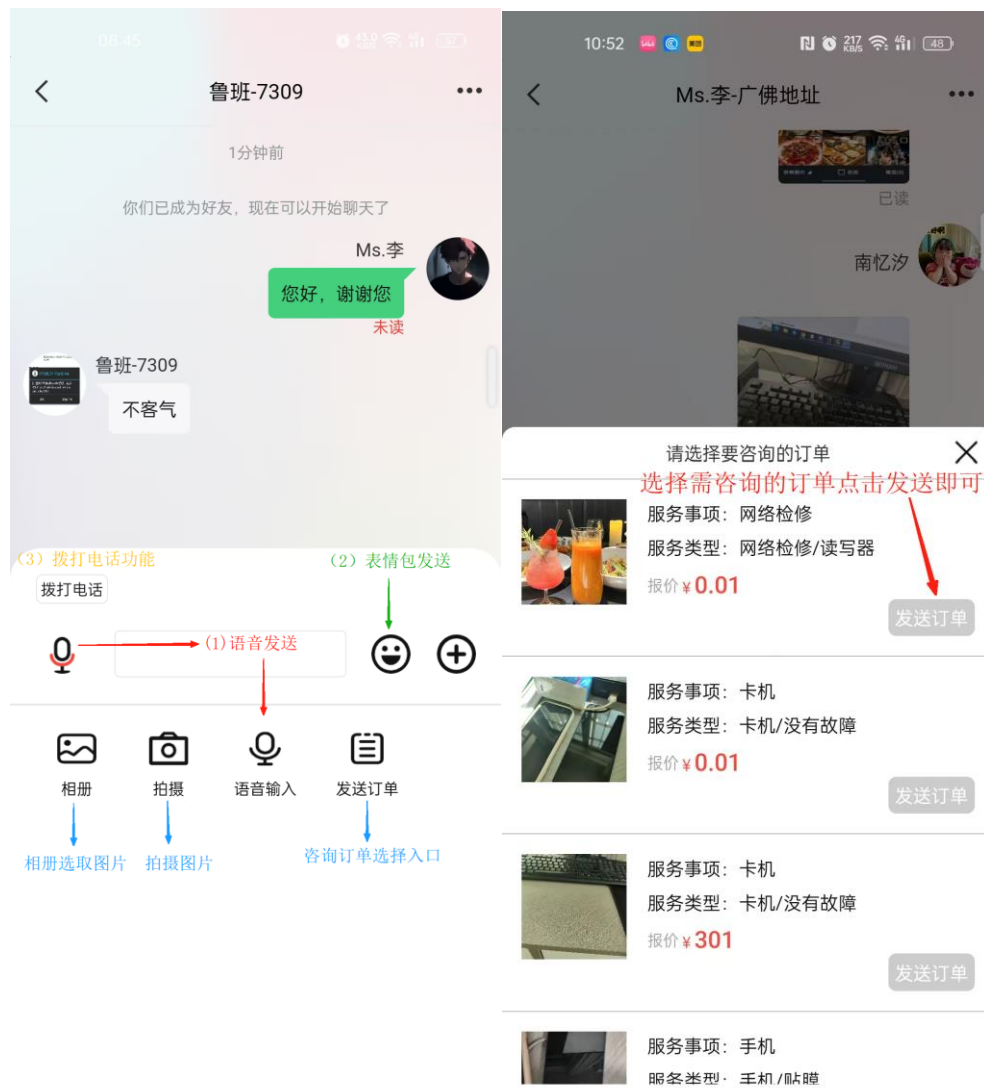 08:45
鲁班-7309
1分钟前
你们已成为好友，现在可以开始聊天了
Ms.李
您好，谢谢您
未读
鲁班-7309
不客气
(3) 拨打电话功能
(2) 表情包发送
拨打电话
(1)语音发送
相册
拍摄
语音输入
发送订单
相册选取图片
拍摄图片
咨询订单选择入口
10:52
217
KB/S
4G
48
Ms.李-广佛地址
已读
南忆汐
请选择要咨询的订单
选择需咨询的订单点击发送即可
服务事项：网络检修
服务类型：网络检修/读写器
报价¥0.01
发送订单
服务事项：卡机
服务类型：卡机/没有故障
报价¥0.01
发送订单
服务事项：卡机
服务类型：卡机/没有故障
报价¥301
发送订单
服务事项：手机
服务类型：手机/贴膜